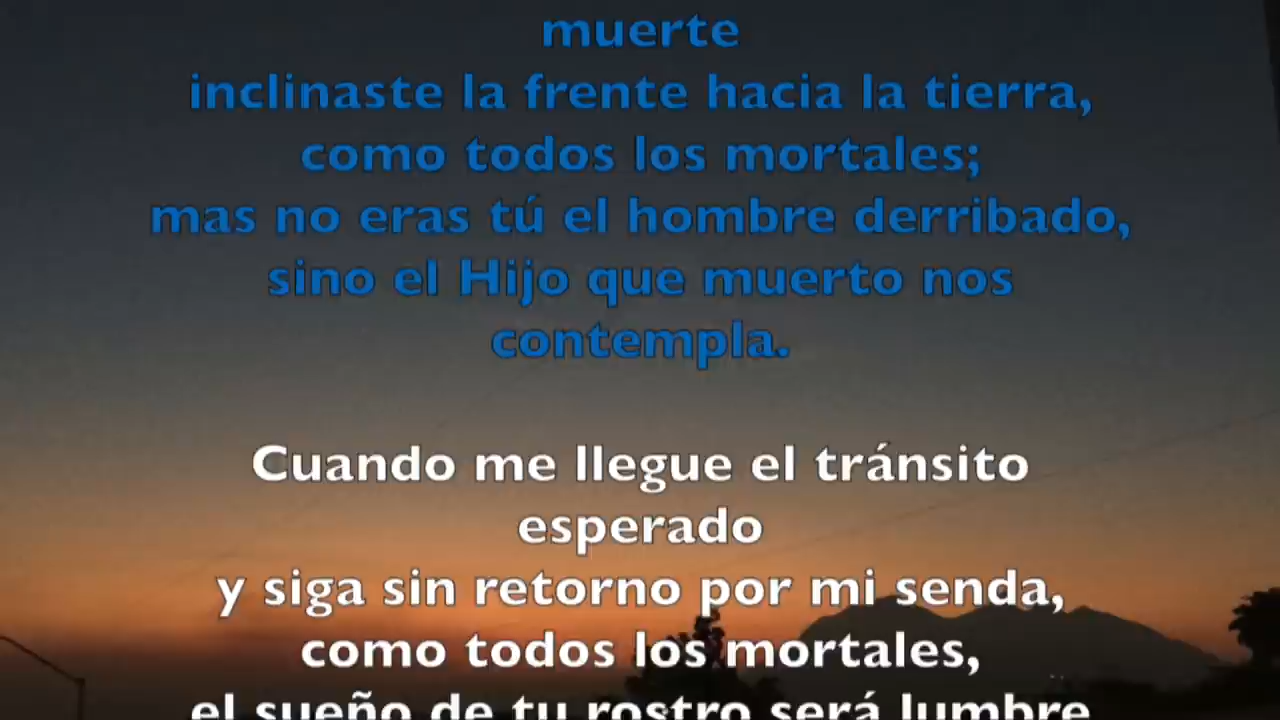 muerte
inclinaste la frente hacia la tierra,
como todos los mortales;
mas no eras tú el hombre derribado,
sino el Hijo que muerto nos
contempla.
Cuando me llegue el tránsito
esperado
y siga sin retorno por mi senda,
como todos los mortales,
el sueño de tu rostro será lumbre